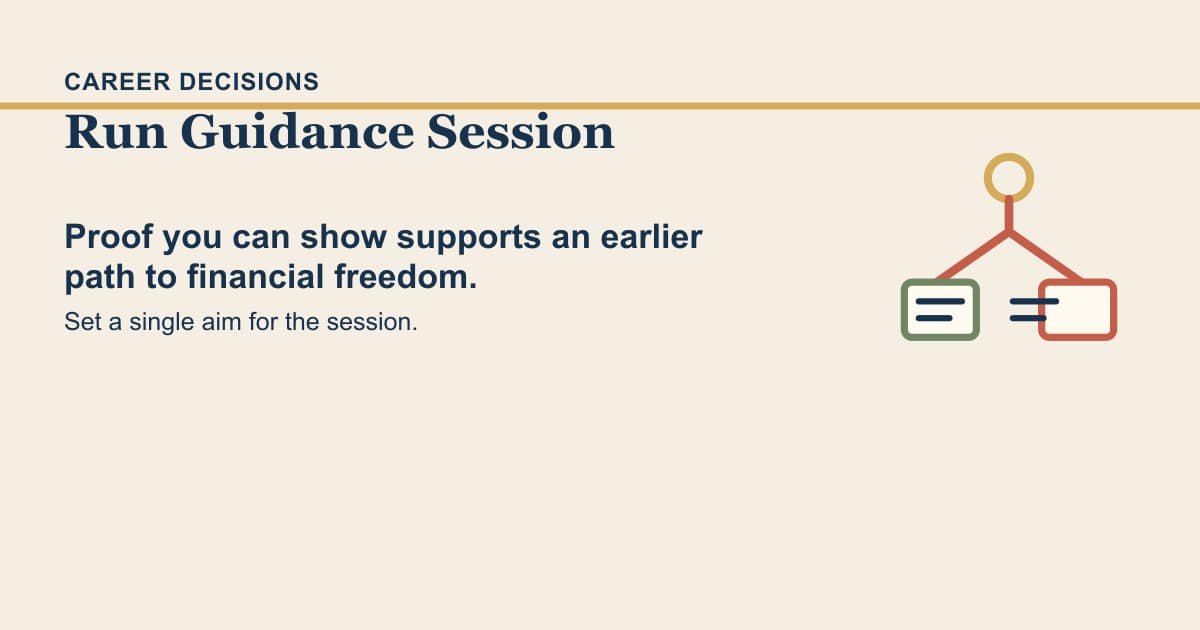 CAREER DECISIONS
Run Guidance Session
Proof you can show supports an earlier
path to financial freedom.
Set a single aim for the session.